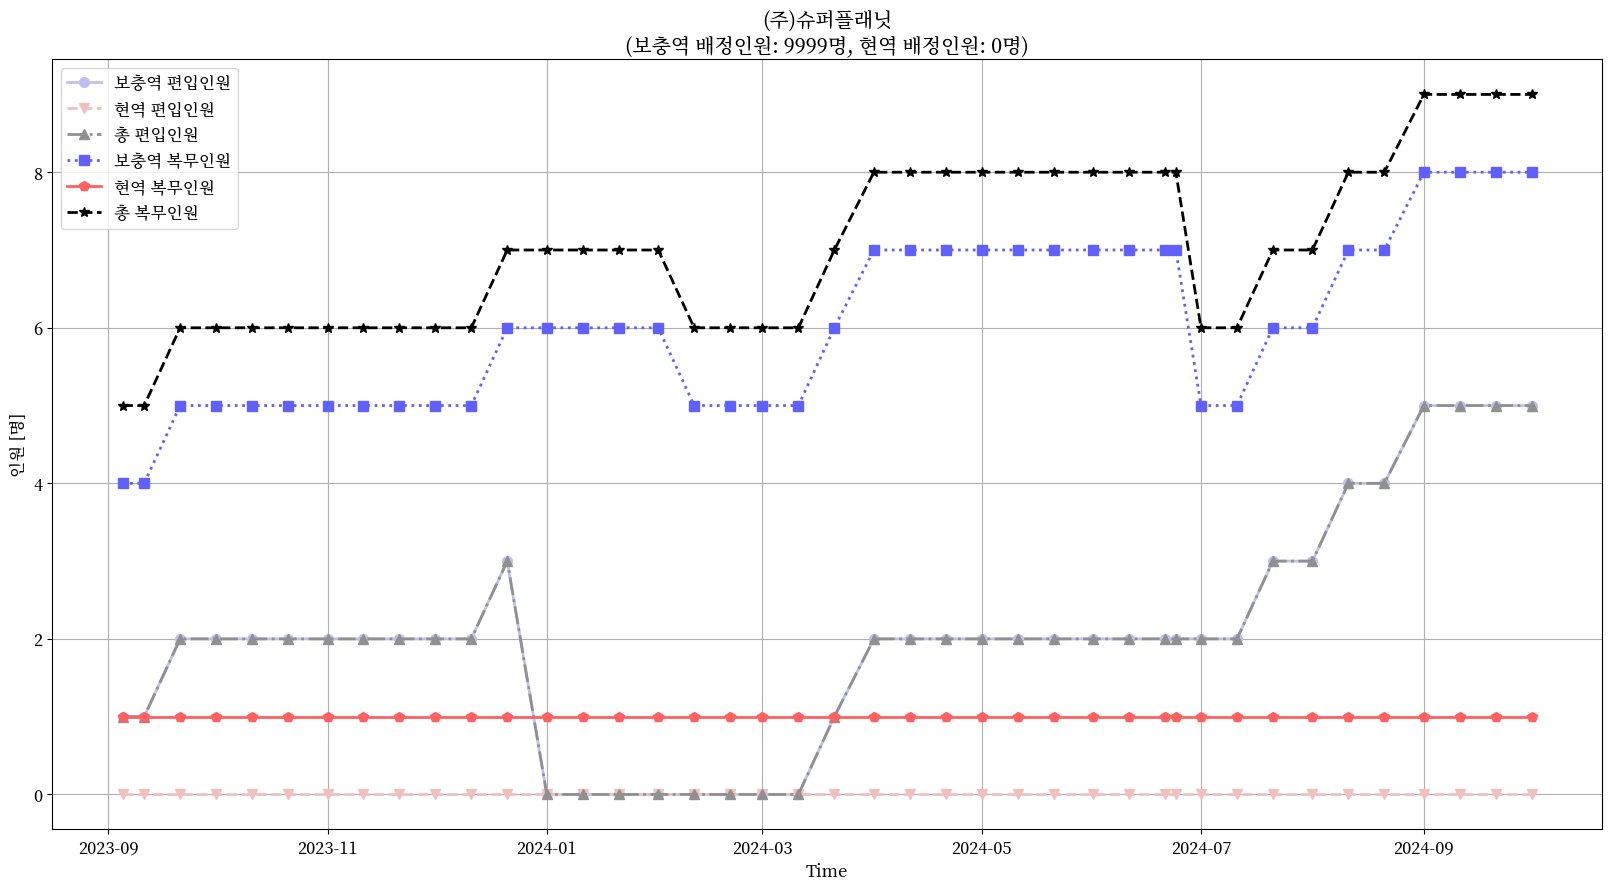 (주)슈퍼플래닛
(보충역 배정인원: 9999명, 현역 배정인원: 0명)
보충역 편입인원
현역 편입인원
총 편입인원
보충역 복무인원
현역 복무인원
총 복무인원
인원 [명]
8
6
4
2
0
2023-09
2023-11
2024-01
2024-03
2024-05
2024-07
2024-09
Time